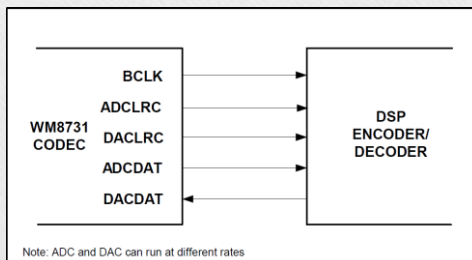 BCLK
ADCLRC
WM8731
CODEC
DACLRC
ADCDAT
DACDAT
DSP
ENCODER/
DECODER
Note: ADC and DAC can run at different rates